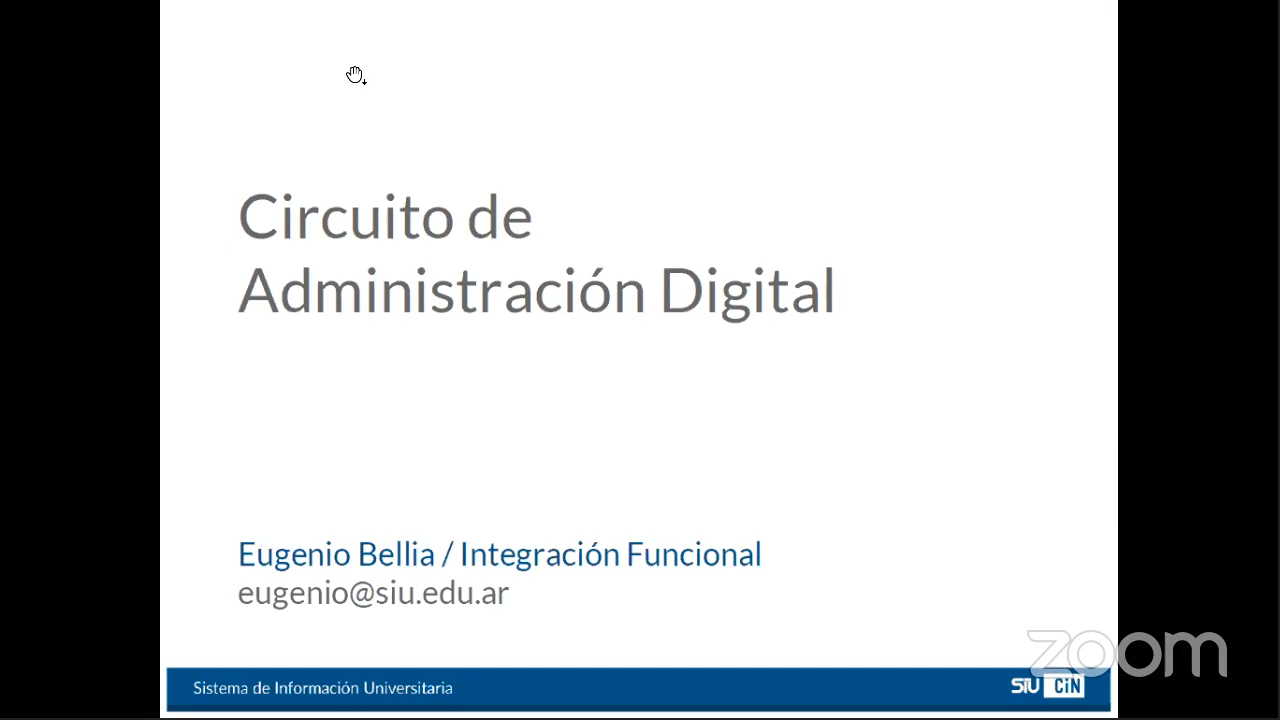 Circuito de
Administración Digital
Eugenio Bellia / Integración Funcional
eugenio@siu.edu.ar
zoom
Sistema de Información Universitaria
SIU CIN